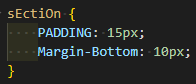 sEctiOn {
    PADDING: 15px;
    Margin-Bottom: 10px;
}